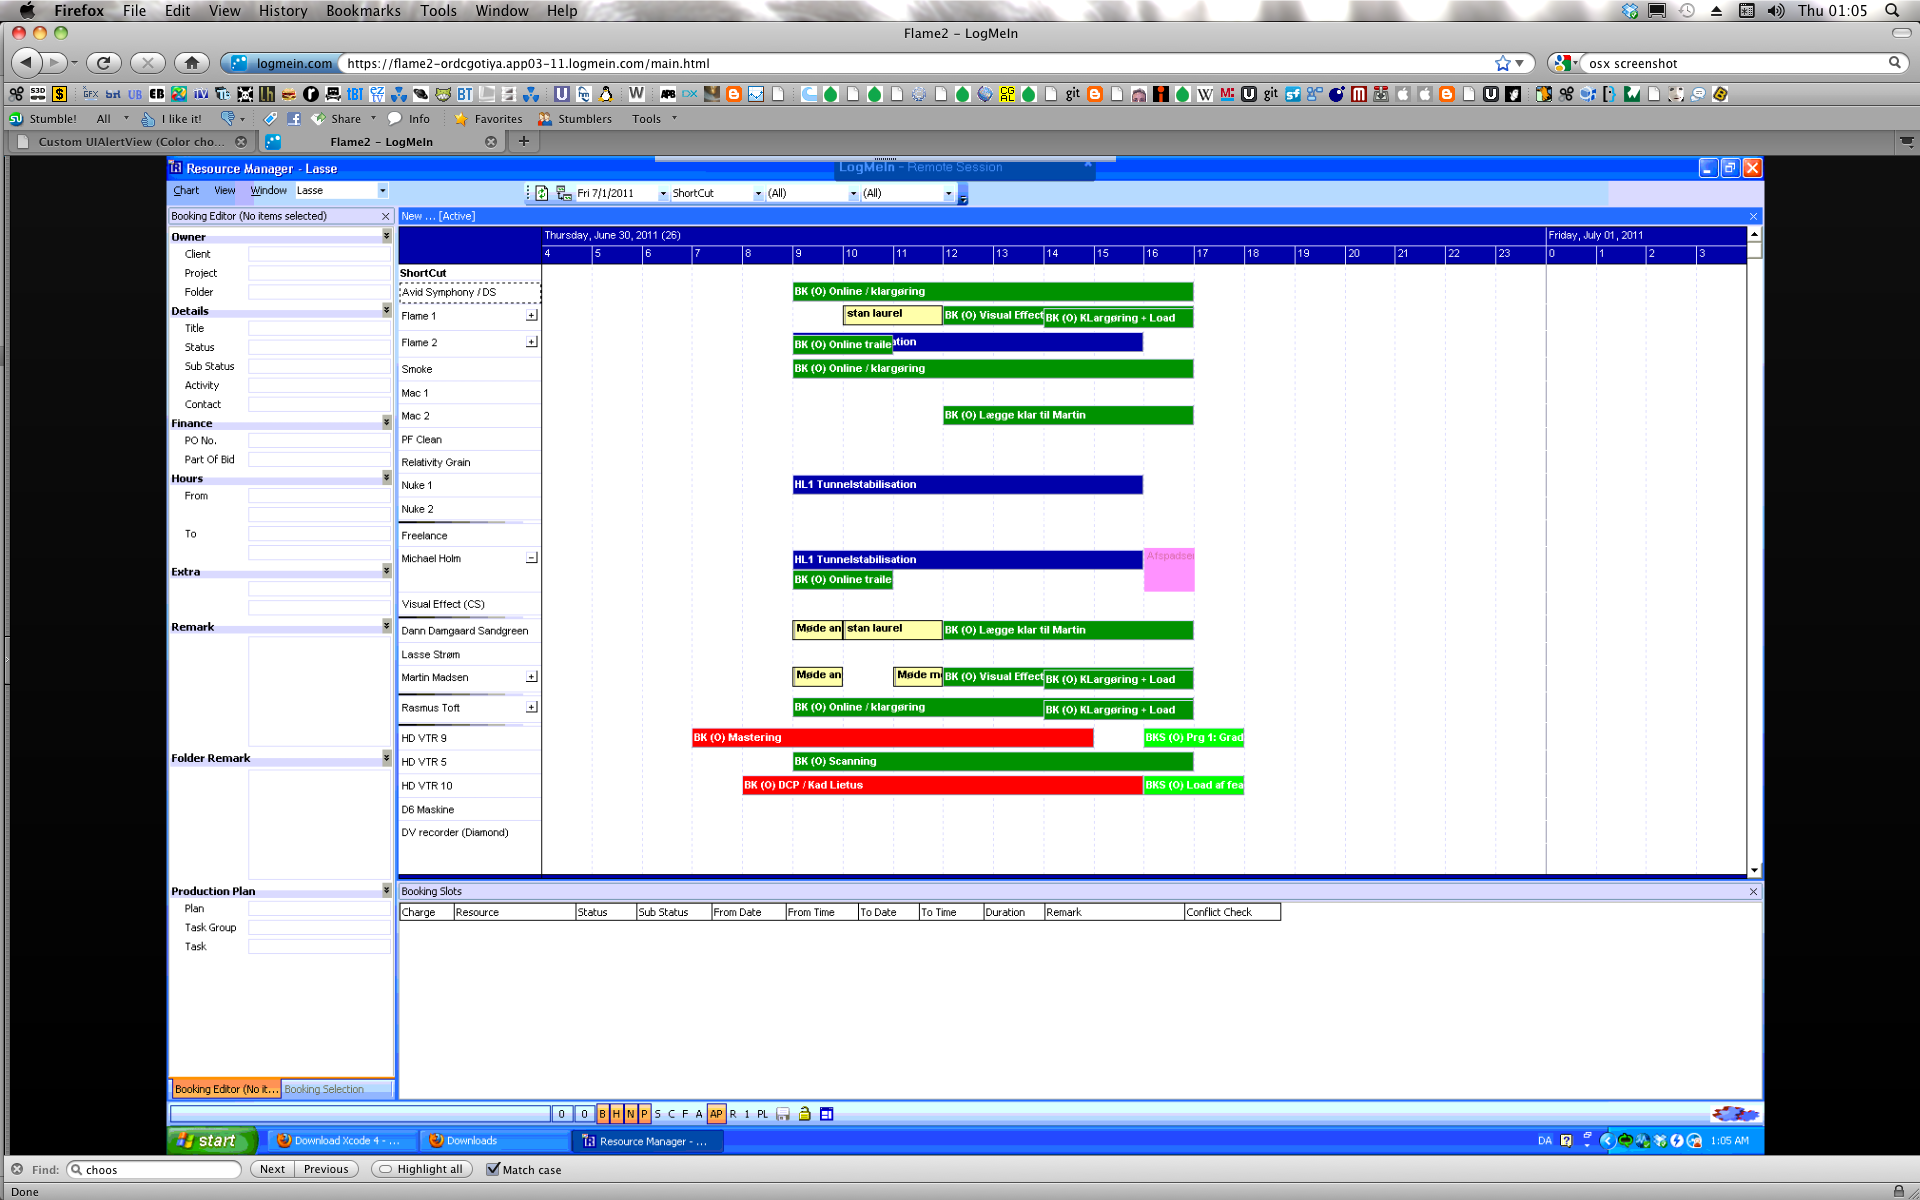 Firefox File Edit View History Bookmarks Tools Window Help Thu 01:05
Flame2 – LogMeIn
logmein.com https://flame2-ordcgotiya.app03-11.logmein.com/main.html osx screenshot
Stumble! All I like it! Share Info Favorites Stumblers Tools
Custom UIAlertView (Color cho... Flame2 – LogMeIn
Resource Manager - Lasse
LogMeIn - Remote Session
Chart View Window Lasse Fri 7/1/2011 ShortCut (All) (All)
Booking Editor (No items selected) New ... [Active]
Owner
Client
Project
Folder
Details
Title
Status
Sub Status
Activity
Contact
Finance
PO No.
Part Of Bid
Hours
From
To
Extra
Remark
Folder Remark
Production Plan
Plan
Task Group
Task
Booking Editor (No it... Booking Selection
Thursday, June 30, 2011 (26) Friday, July 01, 2011
4 5 6 7 8 9 10 11 12 13 14 15 16 17 18 19 20 21 22 23 0 1 2 3
ShortCut
Avid Symphony / DS BK (O) Online / klargøring
Flame 1 stan laurel BK (O) Visual Effect BK (O) KLargøring + Load
Flame 2 BK (O) Online traile ation
Smoke BK (O) Online / klargøring
Mac 1
Mac 2 BK (O) Lægge klar til Martin
PF Clean
Relativity Grain
Nuke 1 HL1 Tunnelstabilisation
Nuke 2
Freelance
Michael Holm HL1 Tunnelstabilisation Afspadser
BK (O) Online traile
Visual Effect (CS)
Dann Damgaard Sandgreen Møde an stan laurel BK (O) Lægge klar til Martin
Lasse Strøm
Martin Madsen Møde an Møde m BK (O) Visual Effect BK (O) KLargøring + Load
Rasmus Toft BK (O) Online / klargøring BK (O) KLargøring + Load
HD VTR 9 BK (O) Mastering BKS (O) Prg 1: Grad
HD VTR 5 BK (O) Scanning
HD VTR 10 BK (O) DCP / Kad Lietus BKS (O) Load af fea
D6 Maskine
DV recorder (Diamond)
Booking Slots
Charge Resource Status Sub Status From Date From Time To Date To Time Duration Remark Conflict Check
0 0 B H N P S C F A AP R 1 PL
start Download Xcode 4 - ... Downloads Resource Manager - ... DA 1:05 AM
Find: choos Next Previous Highlight all Match case
Done